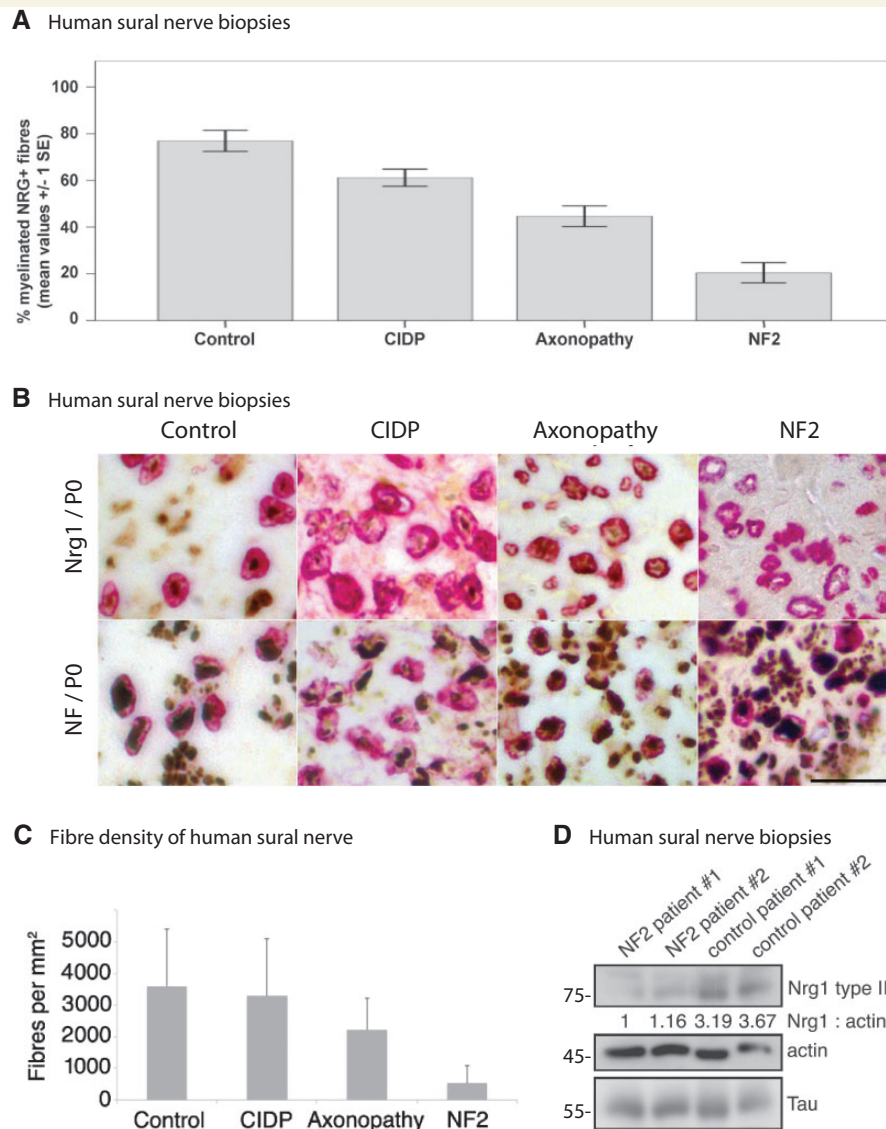 A Human sural nerve biopsies
% myelinated NRG+ fibres
(mean values +/- 1 SE)
100
80
60
40
20
0
Control CIDP Axonopathy NF2
B Human sural nerve biopsies
Control CIDP Axonopathy NF2
Nrg1 / P0
NF / P0
C Fibre density of human sural nerve
Fibres per mm²
5000
4000
3000
2000
1000
0
Control CIDP Axonopathy NF2
D Human sural nerve biopsies
NF2 patient #1
NF2 patient #2
control patient #1
control patient #2
75- Nrg1 type II
1 1.16 3.19 3.67 Nrg1 : actin
45- actin
55- Tau